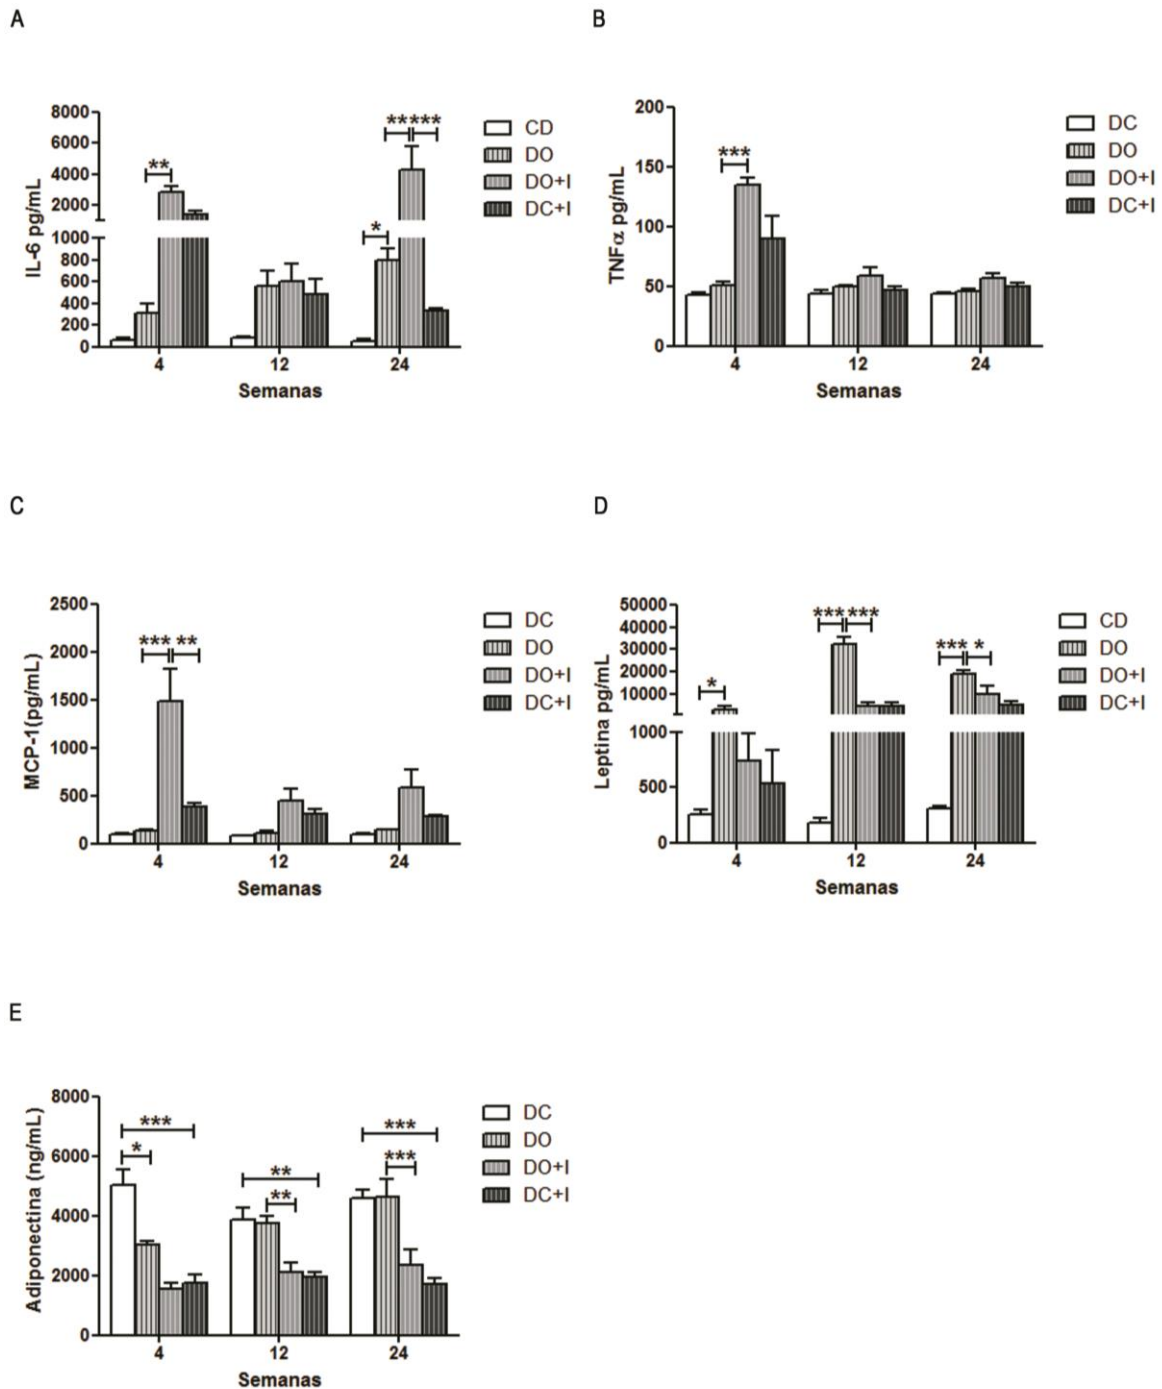 A
IL-6 pg/mL
8000
6000
4000
2000
1000
800
600
400
200
0
**
*
**
***
4
12
24
Semanas
CD
DO
DO+I
DC+I
B
TNFα pg/mL
200
150
100
50
0
***
4
12
24
Semanas
DC
DO
DO+I
DC+I
C
MCP-1(pg/mL)
2500
2000
1500
1000
500
0
*** **
4
12
24
Semanas
DC
DO
DO+I
DC+I
D
Leptina pg/mL
50000
40000
30000
20000
10000
1000
500
0
*
*** ***
*** *
4
12
24
Semanas
CD
DO
DO+I
DC+I
E
Adiponectina (ng/mL)
8000
6000
4000
2000
0
***
*
**
**
***
***
4
12
24
Semanas
DC
DO
DO+I
DC+I